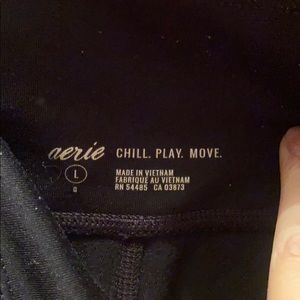 aerie CHILL. PLAY. MOVE.
L
G
MADE IN VIETNAM
FABRIQUÉ AU VIETNAM
RN 54485 CA 03873